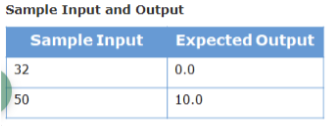 Sample Input and Output
Sample Input Expected Output
32 0.0
50 10.0